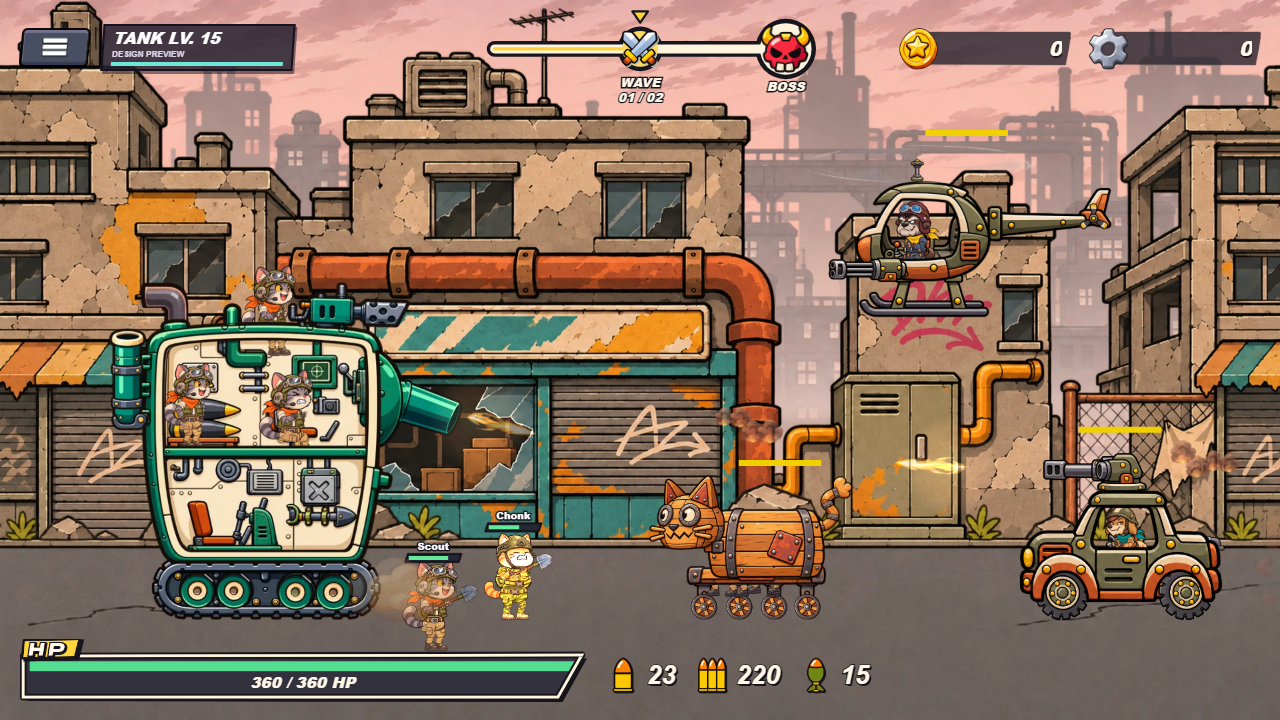 TANK LV. 15
DESIGN PREVIEW
WAVE
01 / 02
BOSS
0
0
Chonk
Scout
HP
360 / 360 HP
23
220
15